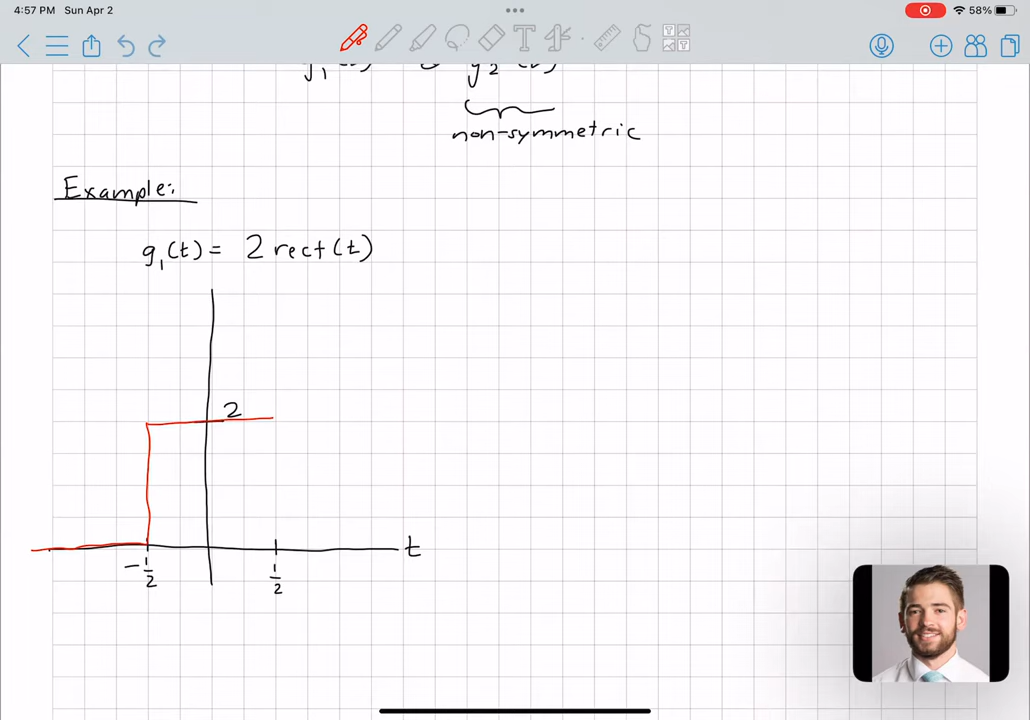 4:57 PM Sun Apr 2
58%
non-symmetric
Example:
g₁(t) = 2 rect(t)
2
t
-1/2
1/2